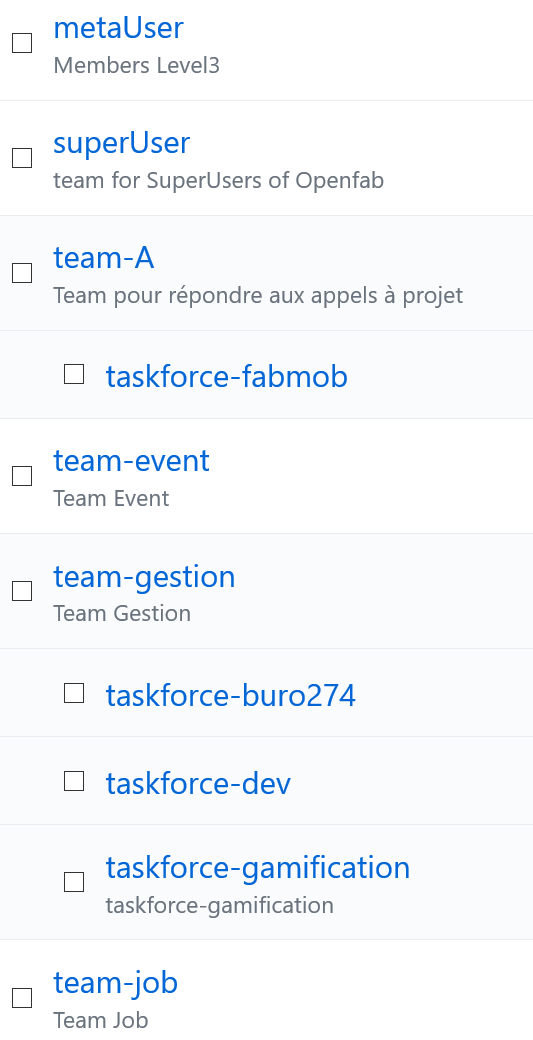 metaUser
Members Level3
superUser
team for SuperUsers of Openfab
team-A
Team pour répondre aux appels à projet
taskforce-fabmob
team-event
Team Event
team-gestion
Team Gestion
taskforce-buro274
taskforce-dev
taskforce-gamification
taskforce-gamification
team-job
Team Job